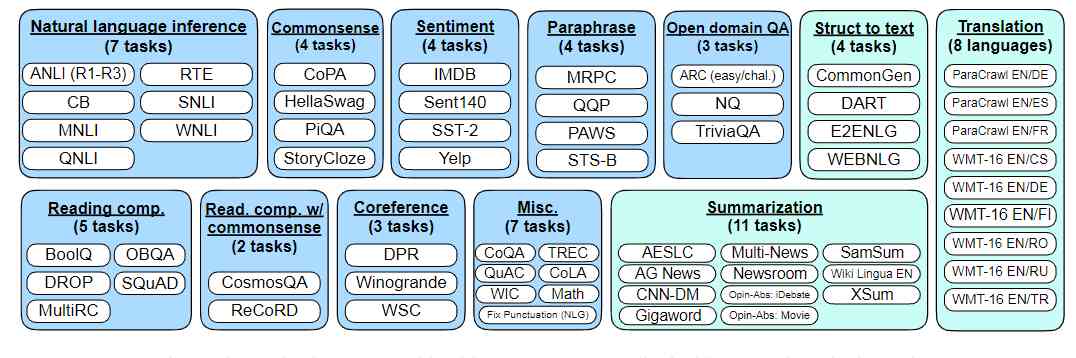 Natural language inference
(7 tasks)
ANLI (R1-R3)
RTE
CB
SNLI
MNLI
WNLI
QNLI
Commonsense
(4 tasks)
CoPA
HellaSwag
PiQA
StoryCloze
Sentiment
(4 tasks)
IMDB
Sent140
SST-2
Yelp
Paraphrase
(4 tasks)
MRPC
QQP
PAWS
STS-B
Open domain QA
(3 tasks)
ARC (easy/chal.)
NQ
TriviaQA
Struct to text
(4 tasks)
CommonGen
DART
E2ENLG
WEBNLG
Translation
(8 languages)
ParaCrawl EN/DE
ParaCrawl EN/ES
ParaCrawl EN/FR
WMT-16 EN/CS
WMT-16 EN/DE
WMT-16 EN/FI
WMT-16 EN/RO
WMT-16 EN/RU
WMT-16 EN/TR
Reading comp.
(5 tasks)
BoolQ
OBQA
DROP
SQuAD
MultiRC
Read. comp. w/
commonsense
(2 tasks)
CosmosQA
ReCoRD
Coreference
(3 tasks)
DPR
Winogrande
WSC
Misc.
(7 tasks)
CoQA
TREC
QuAC
CoLA
WIC
Math
Fix Punctuation (NLG)
Summarization
(11 tasks)
AESLC
Multi-News
SamSum
AG News
Newsroom
Wiki Lingua EN
CNN-DM
Opin-Abs: iDebate
XSum
Gigaword
Opin-Abs: Movie